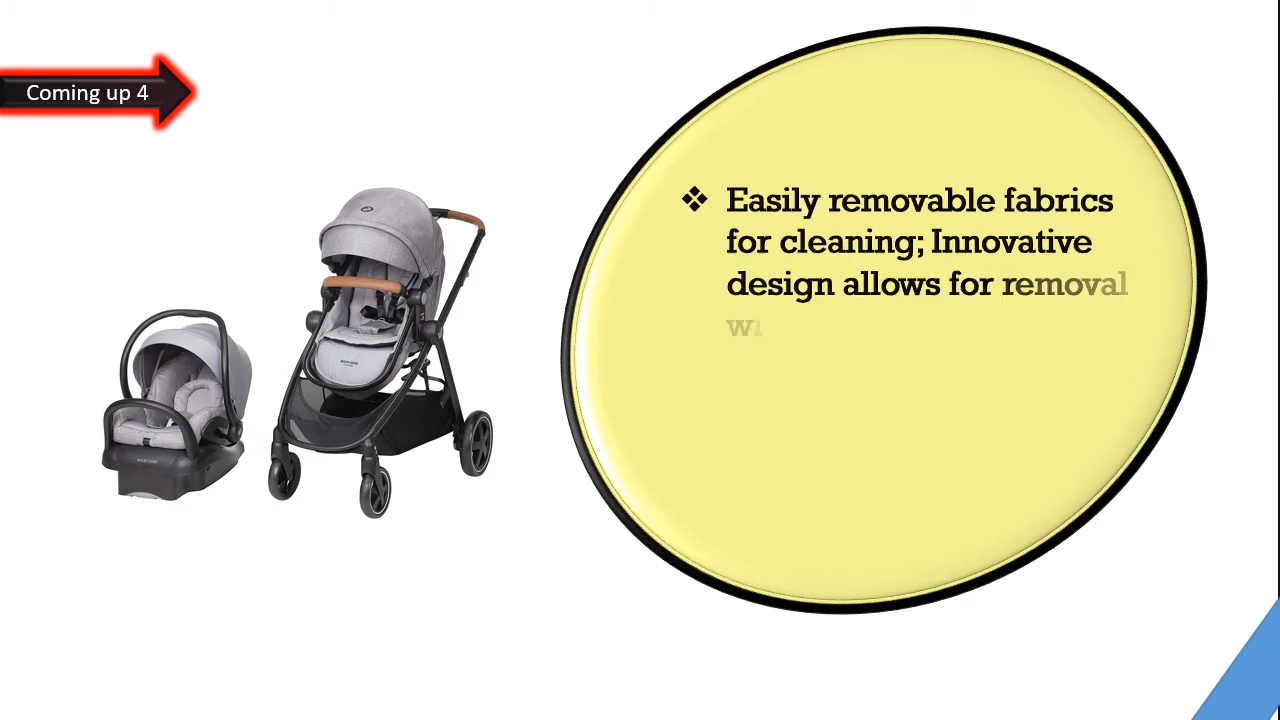 Coming up 4
Easily removable fabrics
for cleaning; Innovative
design allows for removal